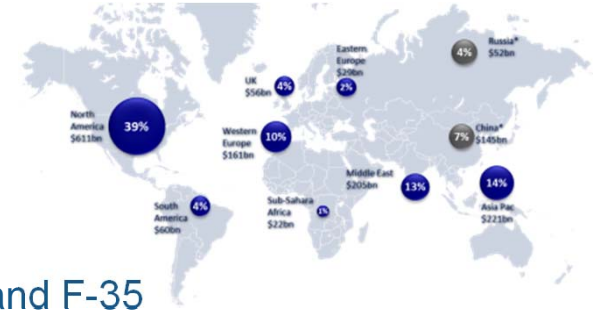 Russia*
4%
$52bn
Eastern
Europe
$29bn
2%
UK
4%
$56bn
North
America
$611bn
39%
Western
Europe
$161bn
10%
China*
7%
$145bn
Middle East
$205bn
13%
14%
Asia Pac
$221bn
South
America
$60bn
4%
Sub-Sahara
Africa
$22bn
1%
and F-35